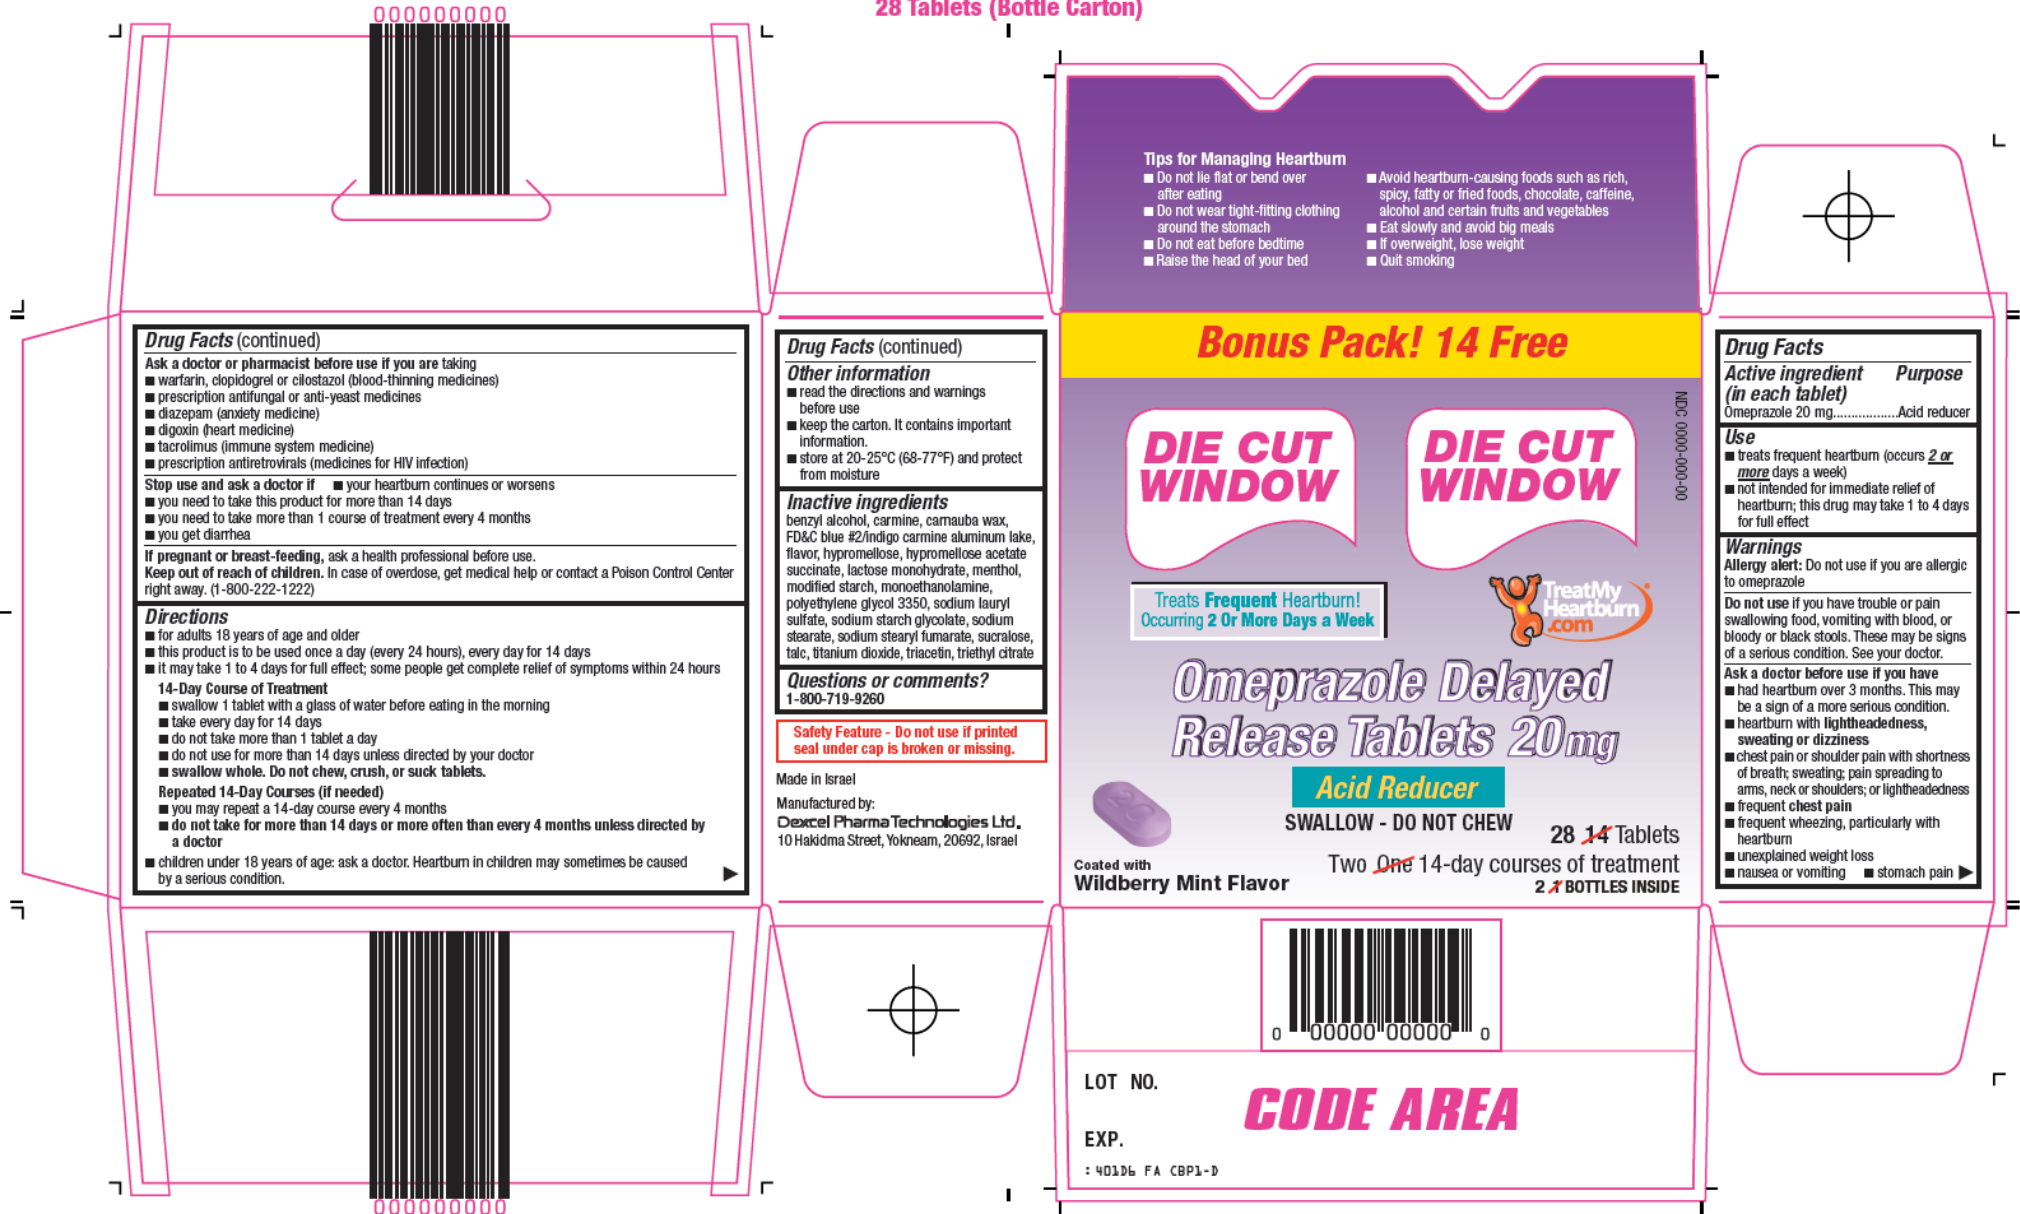 28 Tablets (Bottle Carton)
000000000
Drug Facts (continued)
Ask a doctor or pharmacist before use if you are taking
■ warfarin, clopidogrel or cilostazol (blood-thinning medicines)
■ prescription antifungal or anti-yeast medicines
■ diazepam (anxiety medicine)
■ digoxin (heart medicine)
■ tacrolimus (immune system medicine)
■ prescription antiretrovirals (medicines for HIV infection)
Stop use and ask a doctor if ■ your heartburn continues or worsens
■ you need to take this product for more than 14 days
■ you need to take more than 1 course of treatment every 4 months
■ you get diarrhea
If pregnant or breast-feeding, ask a health professional before use.
Keep out of reach of children. In case of overdose, get medical help or contact a Poison Control Center
right away. (1-800-222-1222)
Directions
■ for adults 18 years of age and older
■ this product is to be used once a day (every 24 hours), every day for 14 days
■ it may take 1 to 4 days for full effect; some people get complete relief of symptoms within 24 hours
14-Day Course of Treatment
■ swallow 1 tablet with a glass of water before eating in the morning
■ take every day for 14 days
■ do not take more than 1 tablet a day
■ do not use for more than 14 days unless directed by your doctor
■ swallow whole. Do not chew, crush, or suck tablets.
Repeated 14-Day Courses (if needed)
■ you may repeat a 14-day course every 4 months
■ do not take for more than 14 days or more often than every 4 months unless directed by
a doctor
■ children under 18 years of age: ask a doctor. Heartburn in children may sometimes be caused
by a serious condition.
000000000
Drug Facts (continued)
Other information
■ read the directions and warnings
before use
■ keep the carton. It contains important
information.
■ store at 20-25°C (68-77°F) and protect
from moisture
Inactive ingredients
benzyl alcohol, carmine, carnauba wax,
FD&C blue #2/indigo carmine aluminum lake,
flavor, hypromellose, hypromellose acetate
succinate, lactose monohydrate, menthol,
modified starch, monoethanolamine,
polyethylene glycol 3350, sodium lauryl
sulfate, sodium starch glycolate, sodium
stearate, sodium stearyl fumarate, sucralose,
talc, titanium dioxide, triacetin, triethyl citrate
Questions or comments?
1-800-719-9260
Safety Feature - Do not use if printed
seal under cap is broken or missing.
Made in Israel
Manufactured by:
Dexcel Pharma Technologies Ltd.
10 Hakidma Street, Yokneam, 20692, Israel
Tips for Managing Heartburn
■ Do not lie flat or bend over
after eating
■ Do not wear tight-fitting clothing
around the stomach
■ Do not eat before bedtime
■ Raise the head of your bed
■ Avoid heartburn-causing foods such as rich,
spicy, fatty or fried foods, chocolate, caffeine,
alcohol and certain fruits and vegetables
■ Eat slowly and avoid big meals
■ If overweight, lose weight
■ Quit smoking
Bonus Pack! 14 Free
NDC 0000-000-00
DIE CUT
WINDOW
DIE CUT
WINDOW
Treats Frequent Heartburn!
Occurring 2 Or More Days a Week
TreatMy
Heartburn
.com
Omeprazole Delayed
Release Tablets 20 mg
Acid Reducer
20
SWALLOW - DO NOT CHEW
28 14 Tablets
Two One 14-day courses of treatment
2 1 BOTTLES INSIDE
Coated with
Wildberry Mint Flavor
0 00000 00000 0
LOT NO.
EXP.
CODE AREA
: 401D6 FA CBP1-D
Drug Facts
Active ingredient Purpose
(in each tablet)
Omeprazole 20 mg..................Acid reducer
Use
■ treats frequent heartburn (occurs 2 or
more days a week)
■ not intended for immediate relief of
heartburn; this drug may take 1 to 4 days
for full effect
Warnings
Allergy alert: Do not use if you are allergic
to omeprazole
Do not use if you have trouble or pain
swallowing food, vomiting with blood, or
bloody or black stools. These may be signs
of a serious condition. See your doctor.
Ask a doctor before use if you have
■ had heartburn over 3 months. This may
be a sign of a more serious condition.
■ heartburn with lightheadedness,
sweating or dizziness
■ chest pain or shoulder pain with shortness
of breath; sweating; pain spreading to
arms, neck or shoulders; or lightheadedness
■ frequent chest pain
■ frequent wheezing, particularly with
heartburn
■ unexplained weight loss
■ nausea or vomiting ■ stomach pain